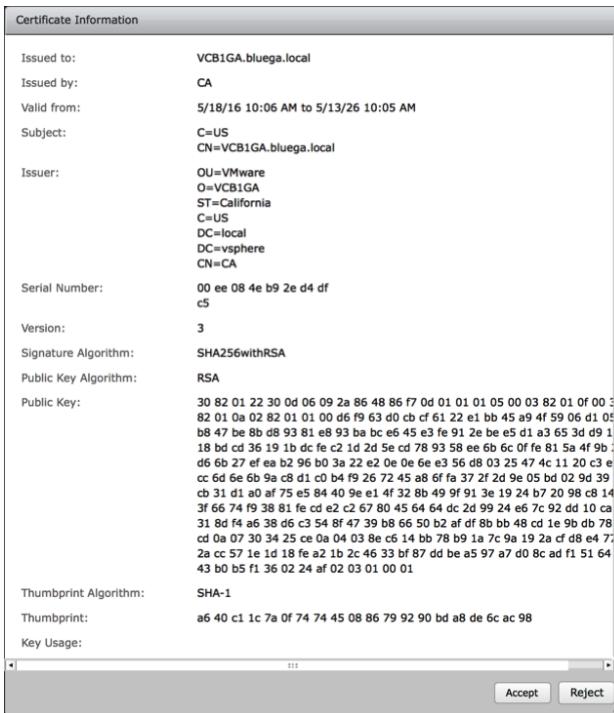 Certificate Information
Issued to: VCB1GA.bluega.local
Issued by: CA
Valid from: 5/18/16 10:06 AM to 5/13/26 10:05 AM
Subject: C=US
CN=VCB1GA.bluega.local
Issuer: OU=VMware
O=VCB1GA
ST=California
C=US
DC=local
DC=vsphere
CN=CA
Serial Number: 00 ee 08 4e b9 2e d4 df
c5
Version: 3
Signature Algorithm: SHA256withRSA
Public Key Algorithm: RSA
Public Key: 30 82 01 22 30 0d 06 09 2a 86 48 86 f7 0d 01 01 01 05 00 03 82 01 0f 00
82 01 0a 02 82 01 01 00 d6 f9 63 d0 cb cf 61 22 e1 bb 45 a9 4f 59 06 d1 05
b8 47 be 8b d8 93 81 e8 93 ba bc e6 45 e3 fe 91 2e be e5 d1 a3 65 3d d9
18 bd cd 36 19 1b dc fe c2 1d 2d 5e cd 78 93 58 ee 6b 6c 0f fe 81 5a 4f 9b
d6 6b 27 ef ea b2 96 b0 3a 22 e2 0e 0e 6e e3 56 d8 03 25 47 4c 11 20 c3
cc 6d 6e 6b 9a c8 d1 c0 b4 f9 26 72 45 a8 6f fa 37 2f 2d 9e 05 bd 02 9d 39
cb 31 d1 a0 af 75 e5 84 40 9e e1 4f 32 8b 49 9f 91 3e 19 24 b7 20 98 c8 14
3f 66 74 f9 38 81 fe cd e2 c2 67 80 45 64 64 dc 2d 99 24 e6 7c 92 dd 10 ca
31 8d f4 a6 38 d6 c3 54 8f 47 39 b8 66 50 b2 af df 8b bb 48 cd 1e 9b db 78
cd 0a 07 30 34 25 ce 0a 04 03 8e c6 14 bb 78 b9 1a 7c 9a 19 2a cf d8 e4
2a cc 57 1e 1d 18 fe a2 1b 2c 46 33 bf 87 dd be a5 97 a7 d0 8c ad f1 51 64
43 b0 b5 f1 36 02 24 af 02 03 01 00 01
Thumbprint Algorithm: SHA-1
Thumbprint: a6 40 c1 1c 7a 0f 74 74 45 08 86 79 92 90 bd a8 de 6c ac 98
Key Usage:
Accept Reject